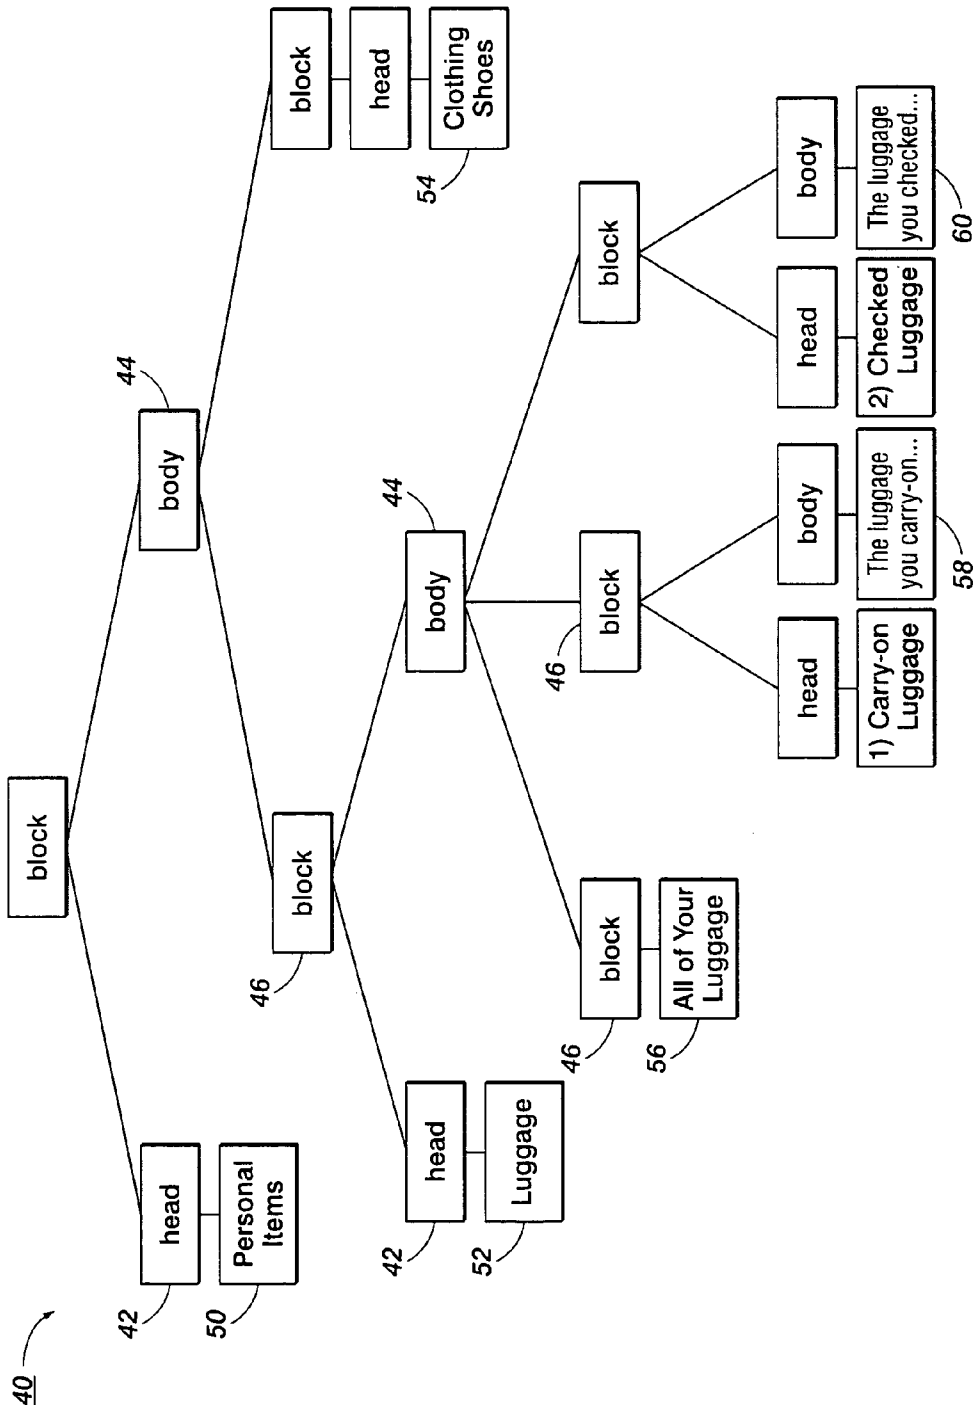 40
block
44
body
head
42
Personal
Items
50
block
46
block
head
Clothing
Shoes
54
44
body
head
42
Luggage
52
block
46
All of Your
Luggage
56
block
46
block
head
1) Carry-on
Luggage
body
The luggage
you carry-on...
58
head
2) Checked
Luggage
body
The luggage
you checked...
60